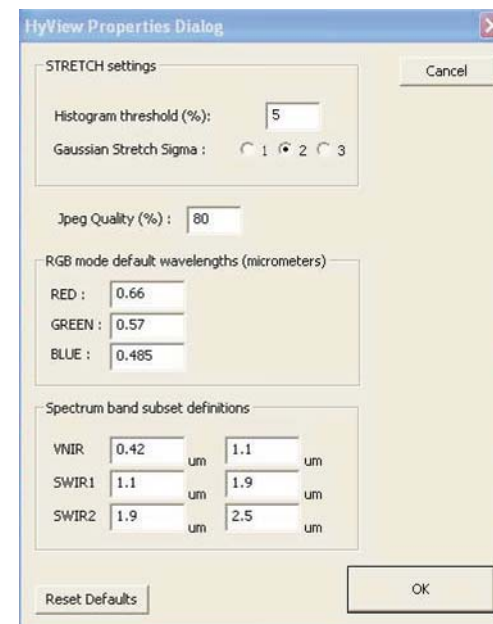 HyView Properties Dialog
STRETCH settings
Cancel
Histogram threshold (%): 5
Gaussian Stretch Sigma : 1 2 3
Jpeg Quality (%) : 80
RGB mode default wavelengths (micrometers)
RED : 0.66
GREEN : 0.57
BLUE : 0.485
Spectrum band subset definitions
VNIR 0.42 um 1.1 um
SWIR1 1.1 um 1.9 um
SWIR2 1.9 um 2.5 um
Reset Defaults
OK